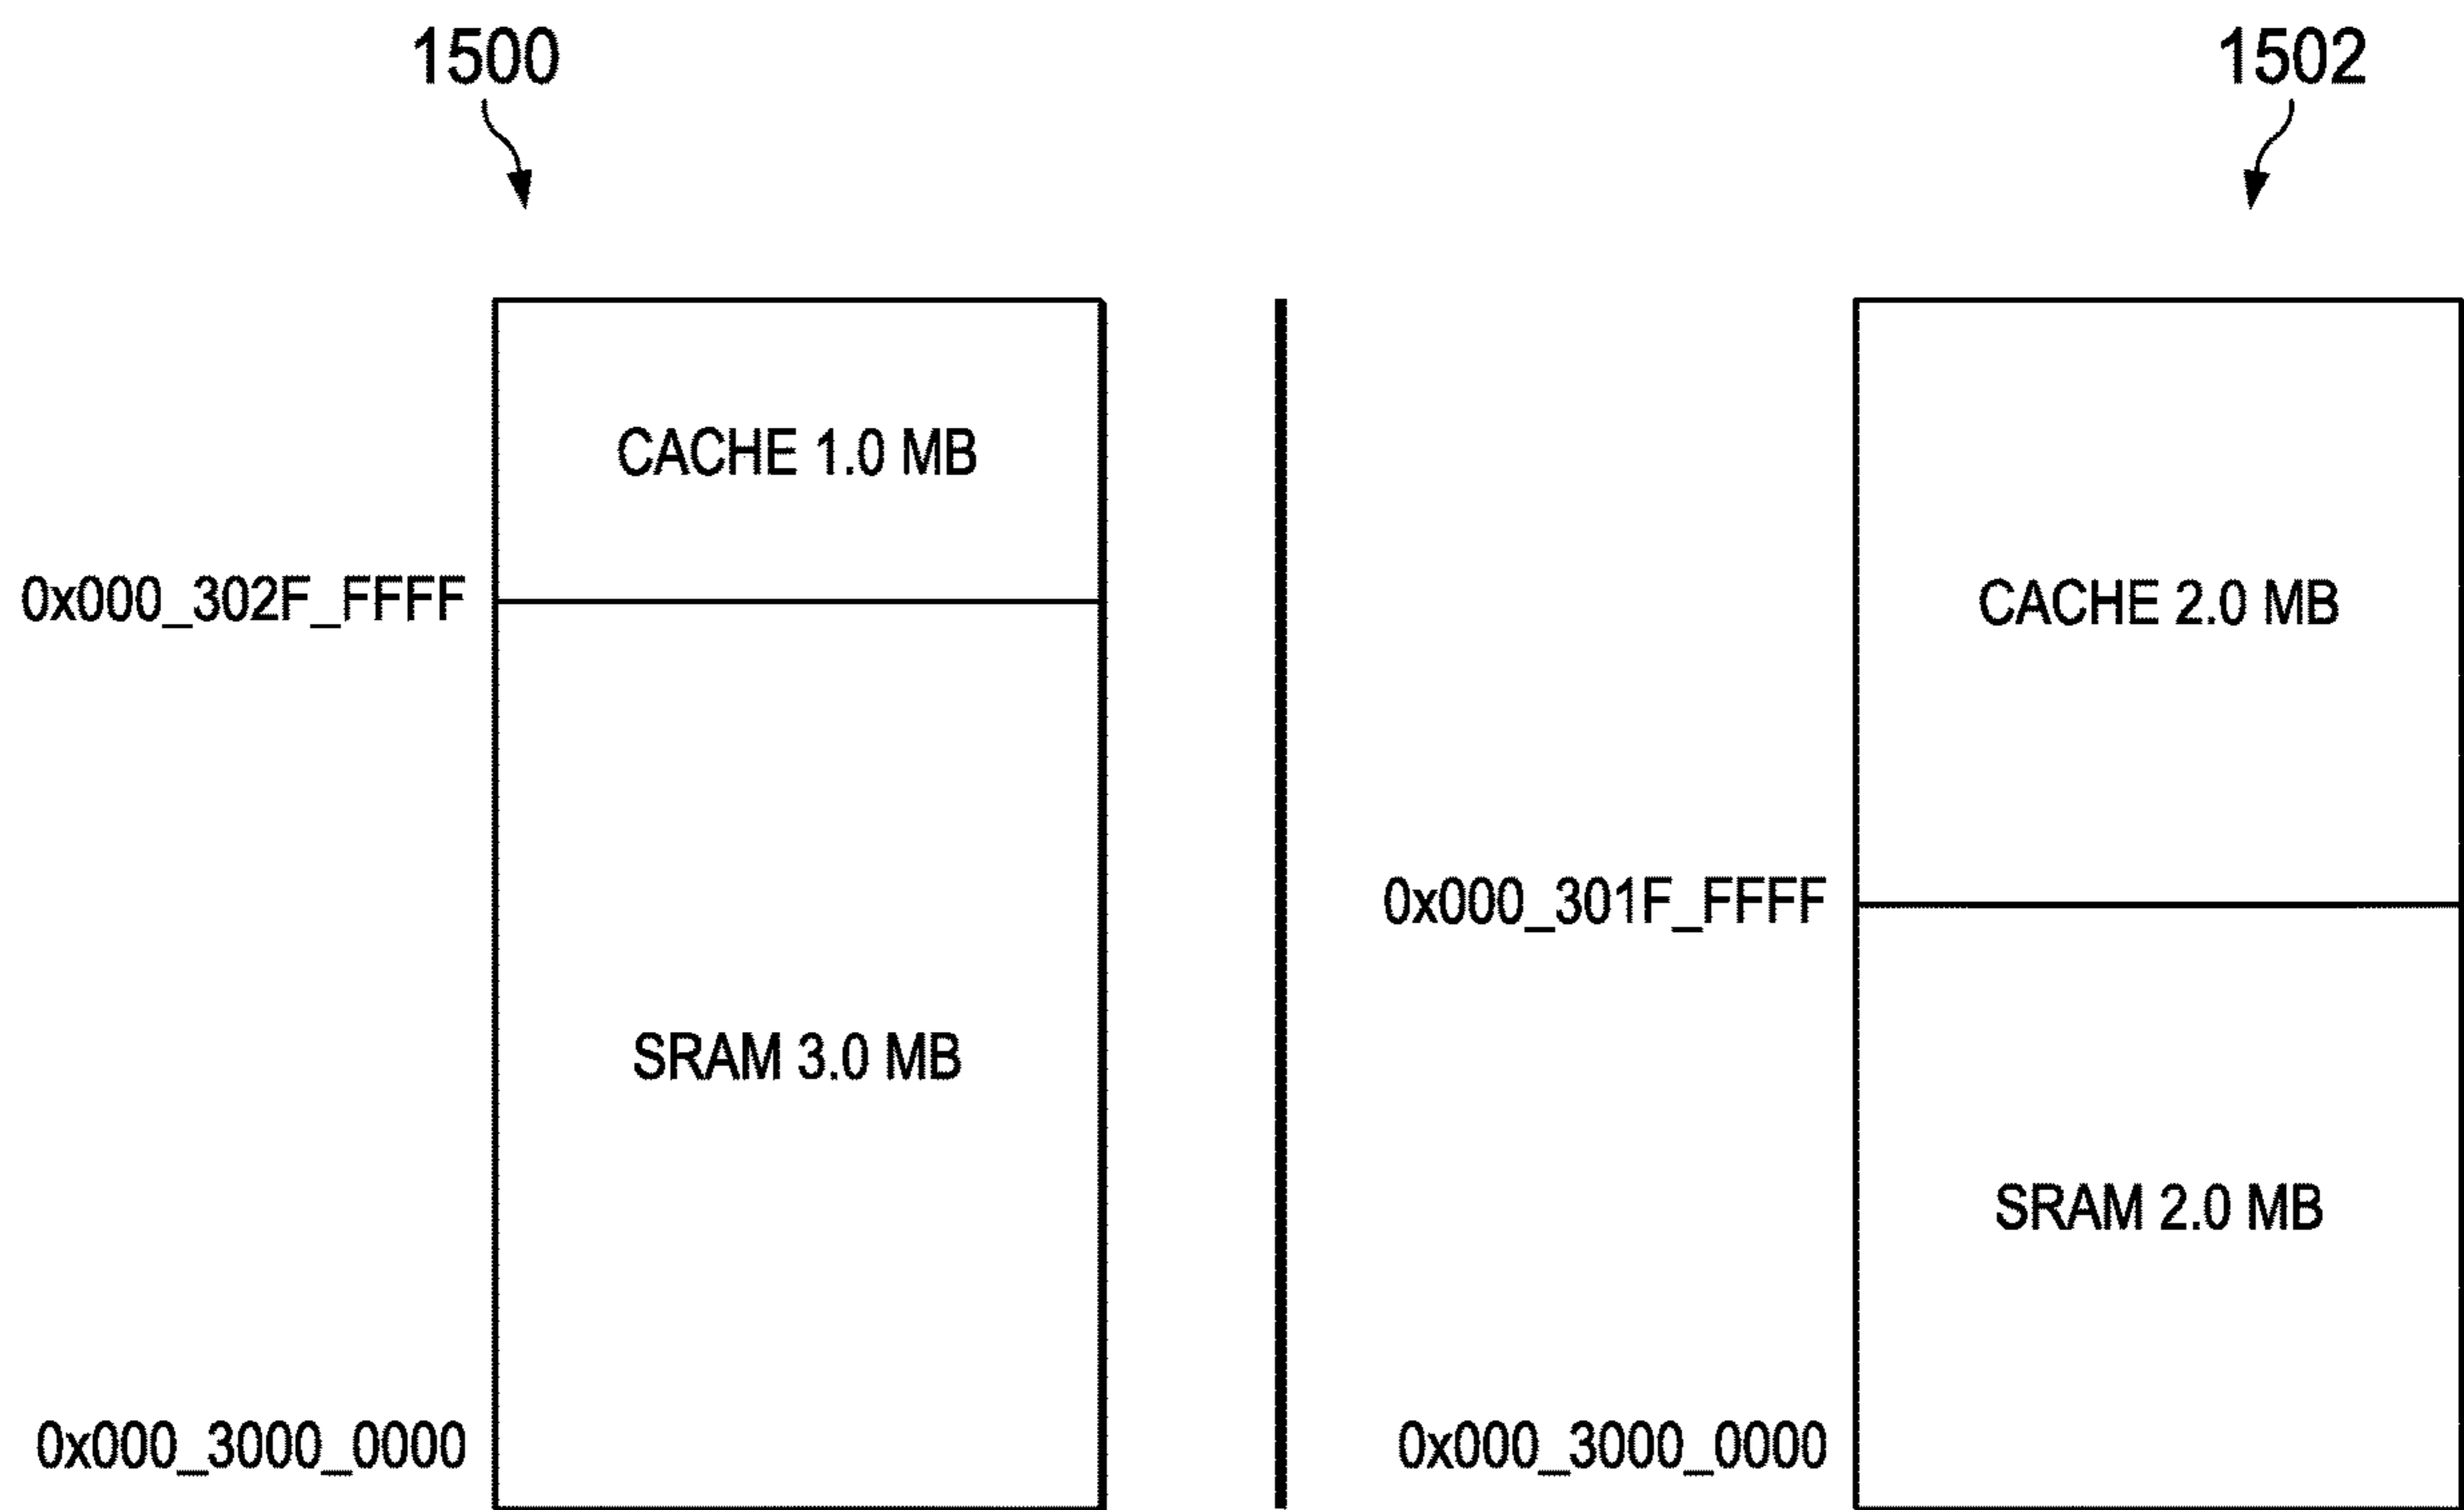 1500
CACHE 1.0 MB
0x000_302F_FFFF
SRAM 3.0 MB
0x000_3000_0000
1502
CACHE 2.0 MB
0x000_301F_FFFF
SRAM 2.0 MB
0x000_3000_0000